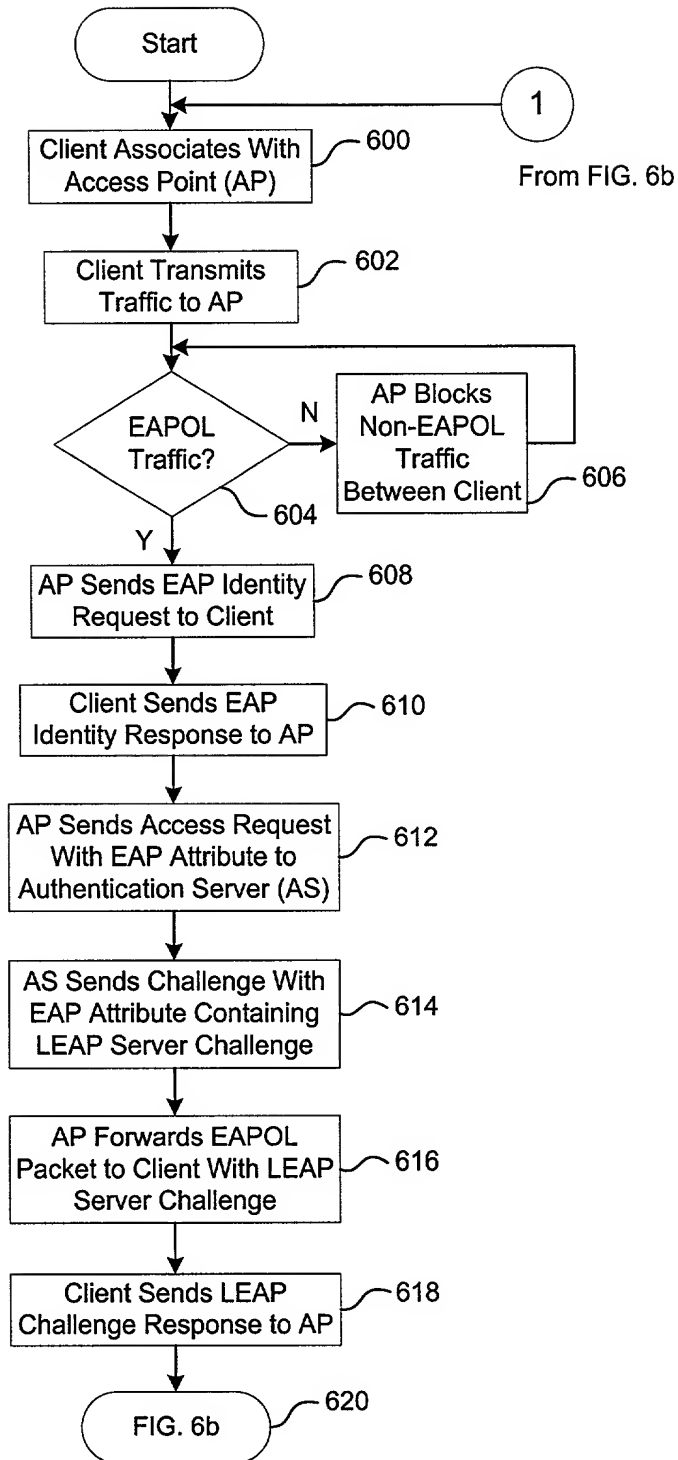 Start
1
Client Associates With
Access Point (AP)
600
From FIG. 6b
Client Transmits
Traffic to AP
602
EAPOL
Traffic?
N
AP Blocks
Non-EAPOL
Traffic
Between Client
606
604
Y
AP Sends EAP Identity
Request to Client
608
Client Sends EAP
Identity Response to AP
610
AP Sends Access Request
With EAP Attribute to
Authentication Server (AS)
612
AS Sends Challenge With
EAP Attribute Containing
LEAP Server Challenge
614
AP Forwards EAPOL
Packet to Client With LEAP
Server Challenge
616
Client Sends LEAP
Challenge Response to AP
618
FIG. 6b
620